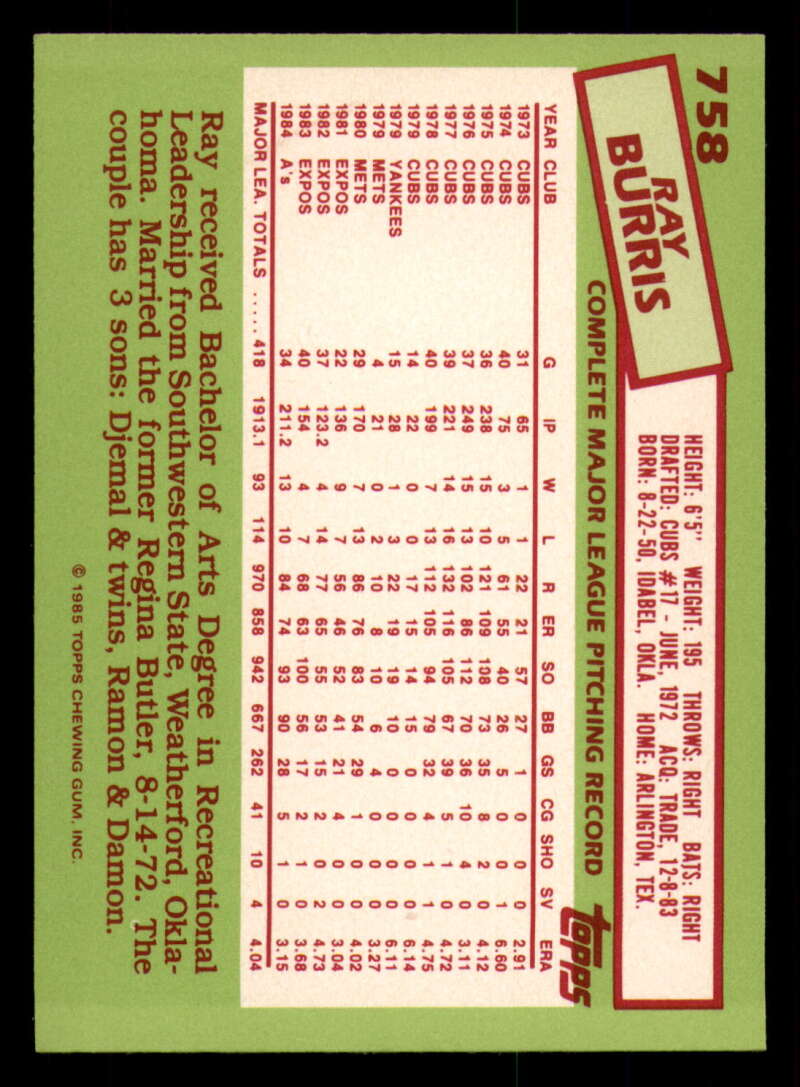 758
RAY
BURRIS
HEIGHT: 6'5" WEIGHT: 195 THROWS: RIGHT BATS: RIGHT
DRAFTED: CUBS #17 - JUNE, 1972 ACQ: TRADE, 12-8-83
BORN: 8-22-50, IDABEL, OKLA. HOME: ARLINGTON, TEX.
COMPLETE MAJOR LEAGUE PITCHING RECORD
topps
YEAR CLUB G IP W L R ER SO BB GS CG SHO SV ERA
1973 CUBS 31 65 1 1 22 21 57 27 1 0 0 0 2.91
1974 CUBS 40 75 3 5 61 55 40 26 5 0 0 1 6.60
1975 CUBS 36 238 15 10 121 109 108 73 35 8 2 0 4.12
1976 CUBS 37 249 15 13 102 86 112 70 36 10 4 0 3.11
1977 CUBS 39 221 14 16 132 116 105 67 39 5 1 0 4.72
1978 CUBS 40 199 7 13 112 105 94 79 32 4 1 1 4.75
1979 CUBS 14 22 0 0 17 15 14 15 0 0 0 0 6.14
1979 YANKEES 15 28 1 3 22 19 19 10 0 0 0 0 6.11
1979 METS 4 21 0 2 10 8 10 6 4 0 0 0 3.27
1980 METS 29 170 7 13 86 76 83 54 29 1 0 0 4.02
1981 EXPOS 22 136 9 7 56 46 52 41 21 4 0 0 3.04
1982 EXPOS 37 123.2 4 14 77 65 55 53 15 2 0 2 4.73
1983 EXPOS 40 154 4 7 68 63 100 56 17 2 1 0 3.68
1984 A's 34 211.2 13 10 84 74 93 90 28 5 1 0 3.15
MAJOR LEA. TOTALS ..... 418 1913.1 93 114 970 858 942 667 262 41 10 4 4.04
Ray received Bachelor of Arts Degree in Recreational
Leadership from Southwestern State, Weatherford, Okla-
homa. Married the former Regina Butler, 8-14-72. The
couple has 3 sons: Djemal & twins, Ramon & Damon.
© 1985 TOPPS CHEWING GUM, INC.